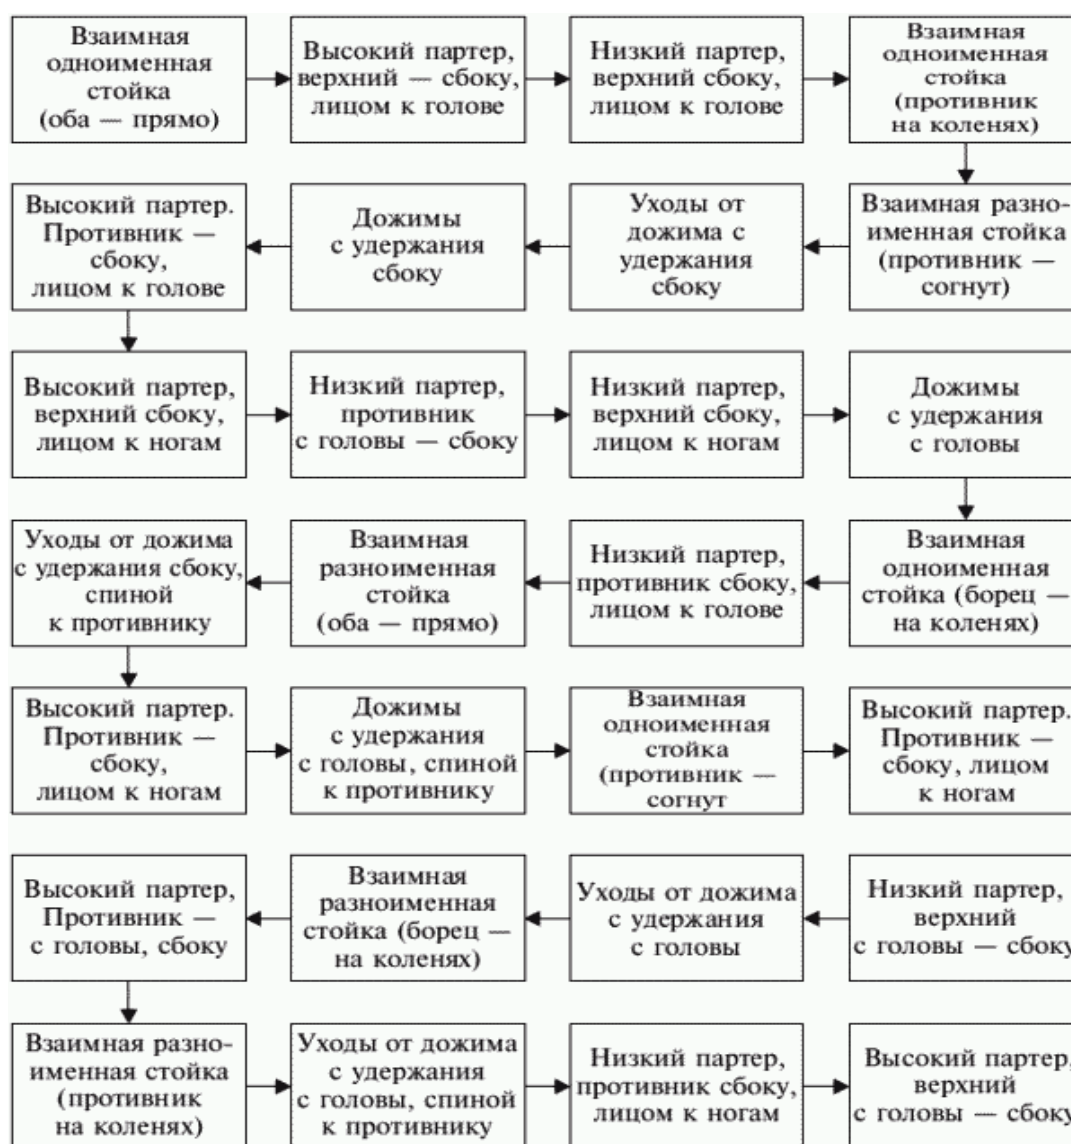 Взаимная
одноименная
стойка
(оба — прямо)
Высокий партер,
верхний — сбоку,
лицом к голове
Низкий партер,
верхний сбоку,
лицом к голове
Взаимная
одноименная
стойка
(противник
на коленях)
Высокий партер.
Противник —
сбоку,
лицом к голове
Дожимы
с удержания
сбоку
Уходы от
дожима с
удержания
сбоку
Взаимная разно-
именная стойка
(противник —
согнут)
Высокий партер,
верхний сбоку,
лицом к ногам
Низкий партер,
противник
с головы — сбоку
Низкий партер,
верхний сбоку,
лицом к ногам
Дожимы
с удержания
с головы
Уходы от дожима
с удержания сбоку,
спиной
к противнику
Взаимная
разноименная
стойка
(оба — прямо)
Низкий партер,
противник сбоку,
лицом к голове
Взаимная
одноименная
стойка (борец —
на коленях)
Высокий партер.
Противник —
сбоку,
лицом к ногам
Дожимы
с удержания
с головы, спиной
к противнику
Взаимная
одноименная
стойка
(противник —
согнут
Высокий партер.
Противник —
сбоку, лицом
к ногам
Высокий партер,
Противник —
с головы, сбоку
Взаимная
разноименная
стойка (борец —
на коленях)
Уходы от дожима
с удержания
с головы
Низкий партер,
верхний
с головы — сбоку
Взаимная разно-
именная стойка
(противник
на коленях)
Уходы от дожима
с удержания
с головы, спиной
к противнику
Низкий партер,
противник сбоку,
лицом к ногам
Высокий партер,
верхний
с головы — сбоку